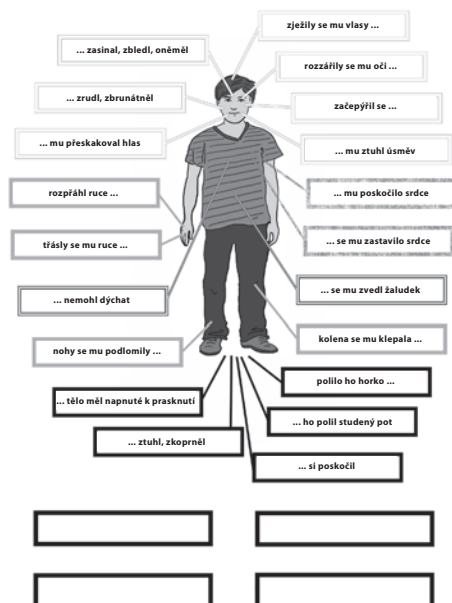 zježily se mu vlasy ...
... zasinal, zbledl, oněměl
rozzářily se mu oči ...
... zrudl, zbrunátněl
začepýřil se ...
... mu přeskakoval hlas
... mu ztuhl úsměv
rozpřáhl ruce ...
... mu poskočilo srdce
třásly se mu ruce ...
... se mu zastavilo srdce
... nemohl dýchat
... se mu zvedl žaludek
nohy se mu podlomily ...
kolena se mu klepala ...
polilo ho horko ...
... tělo měl napnuté k prasknutí
... ho polil studený pot
... ztuhl, zkoprněl
... si poskočil